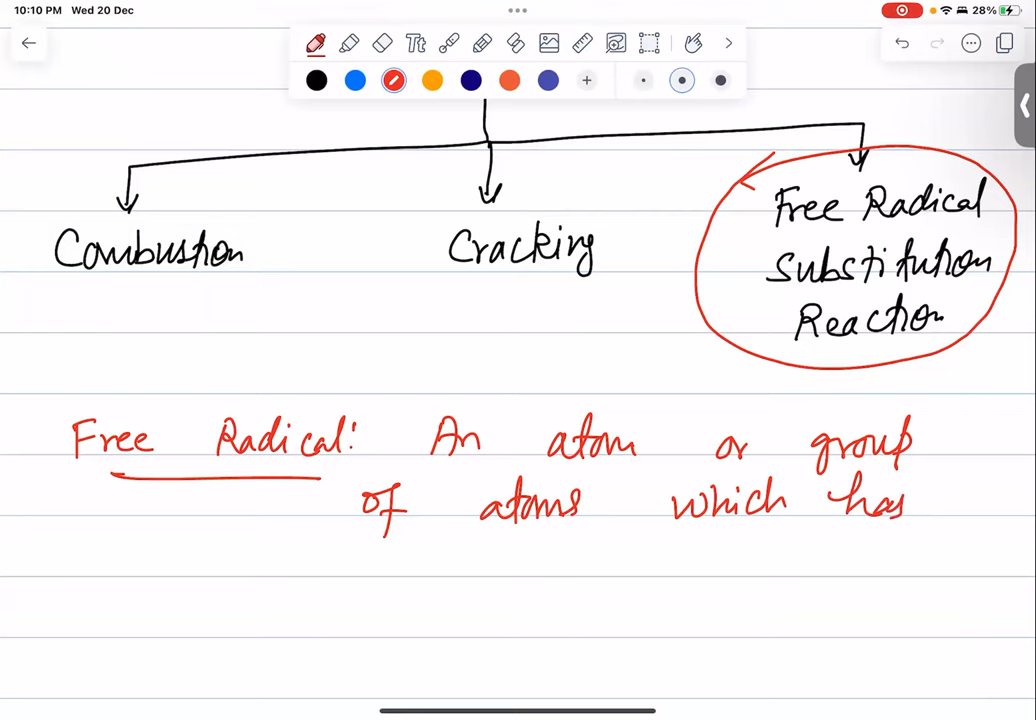 10:10 PM Wed 20 Dec
28%
Tt
Combustion
Cracking
Free Radical
Substitution
Reaction
Free Radical: An atom or group
of atoms which has